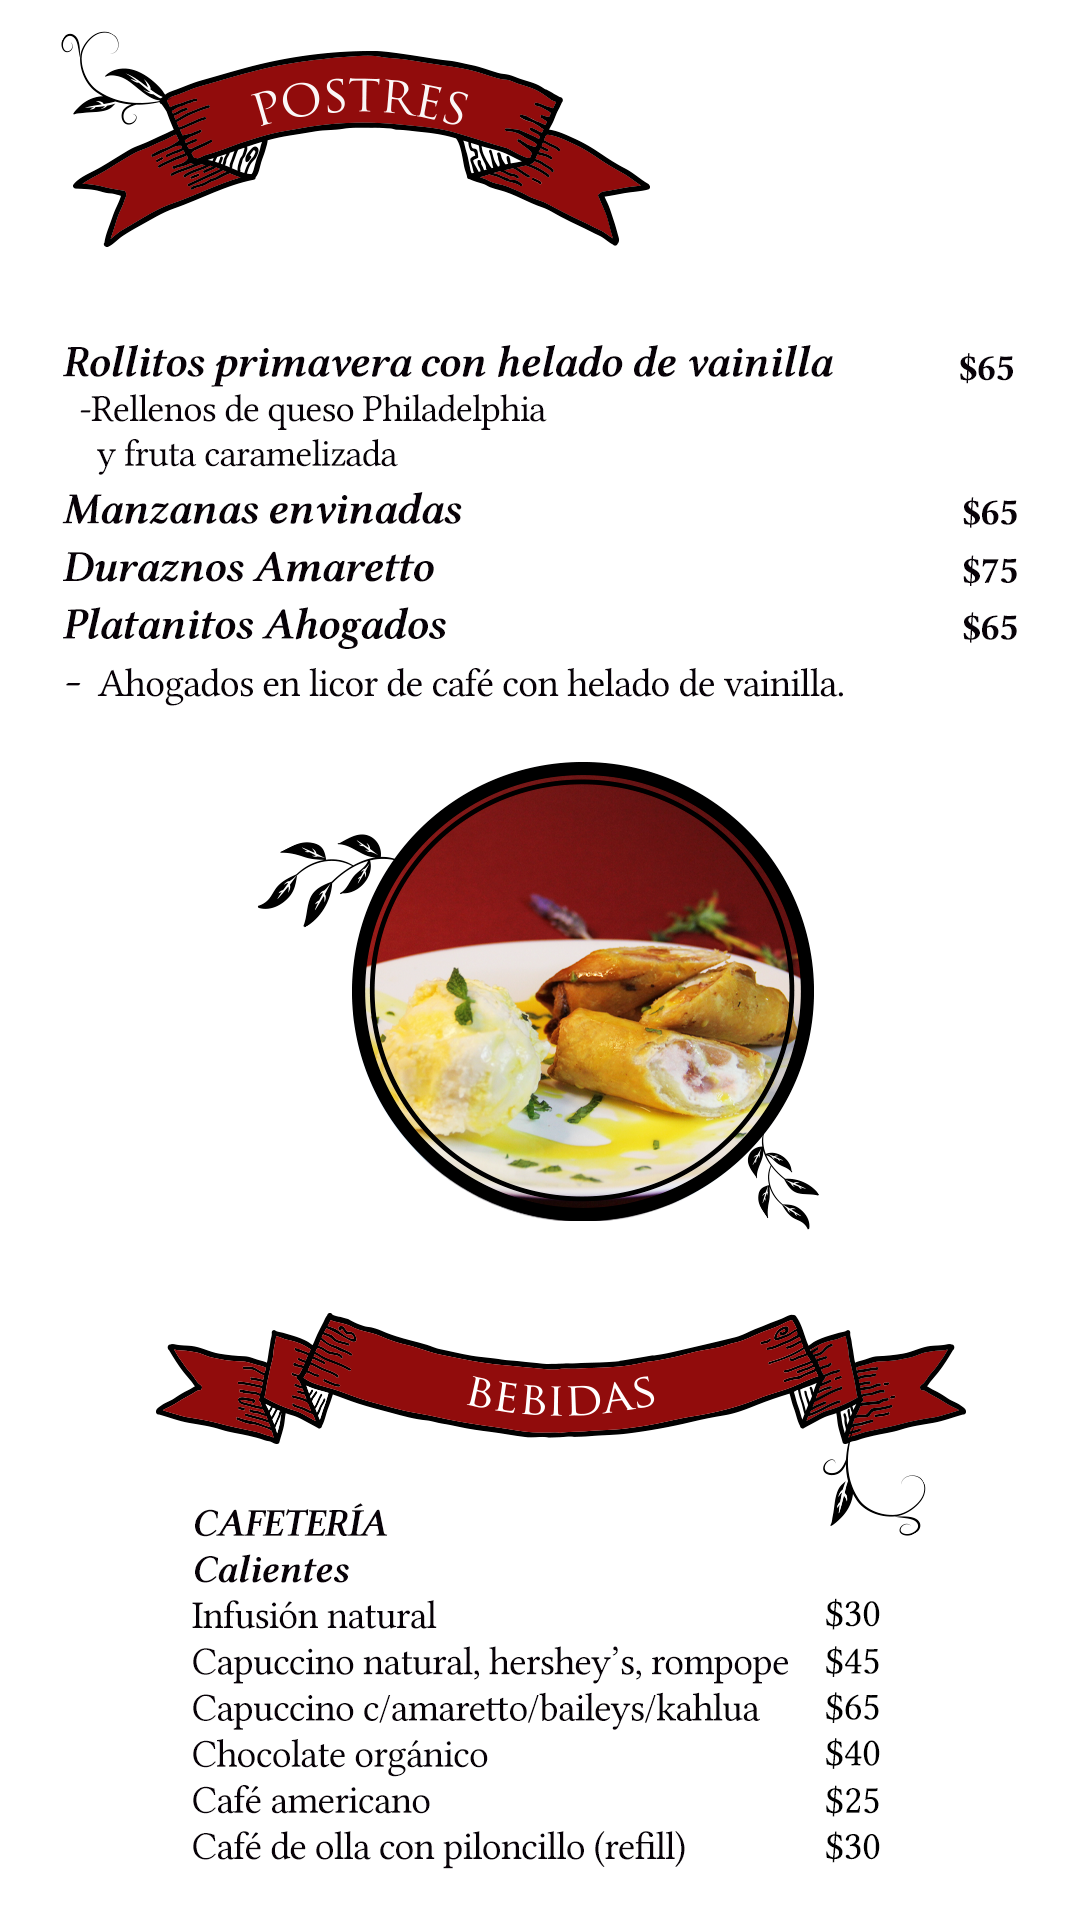 POSTRES
Rollitos primavera con helado de vainilla $65
-Rellenos de queso Philadelphia
y fruta caramelizada
Manzanas envinadas $65
Duraznos Amaretto $75
Platanitos Ahogados $65
- Ahogados en licor de café con helado de vainilla.
BEBIDAS
CAFETERÍA
Calientes
Infusión natural $30
Capuccino natural, hershey’s, rompope $45
Capuccino c/amaretto/baileys/kahlua $65
Chocolate orgánico $40
Café americano $25
Café de olla con piloncillo (refill) $30